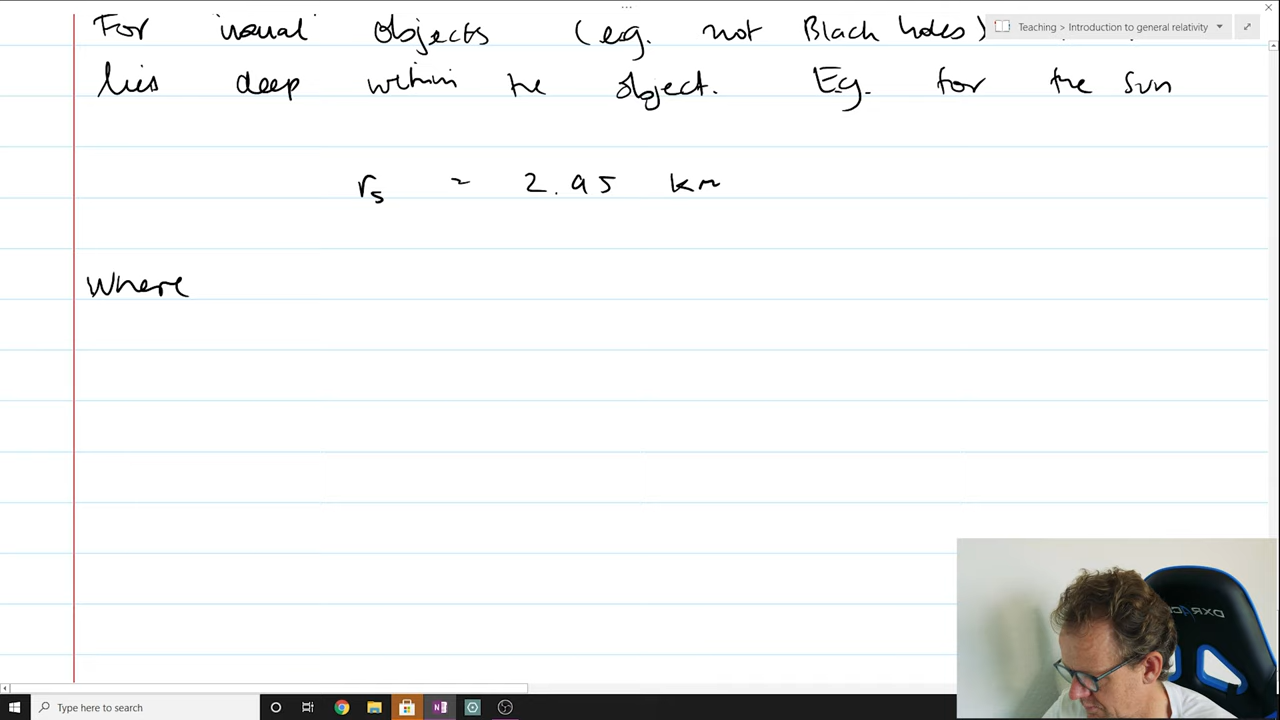 For 'usual' objects (eg. not Black holes)
Teaching > Introduction to general relativity
lies deep within the object. Eg. for the Sun
rs = 2.95 km
Where
Type here to search